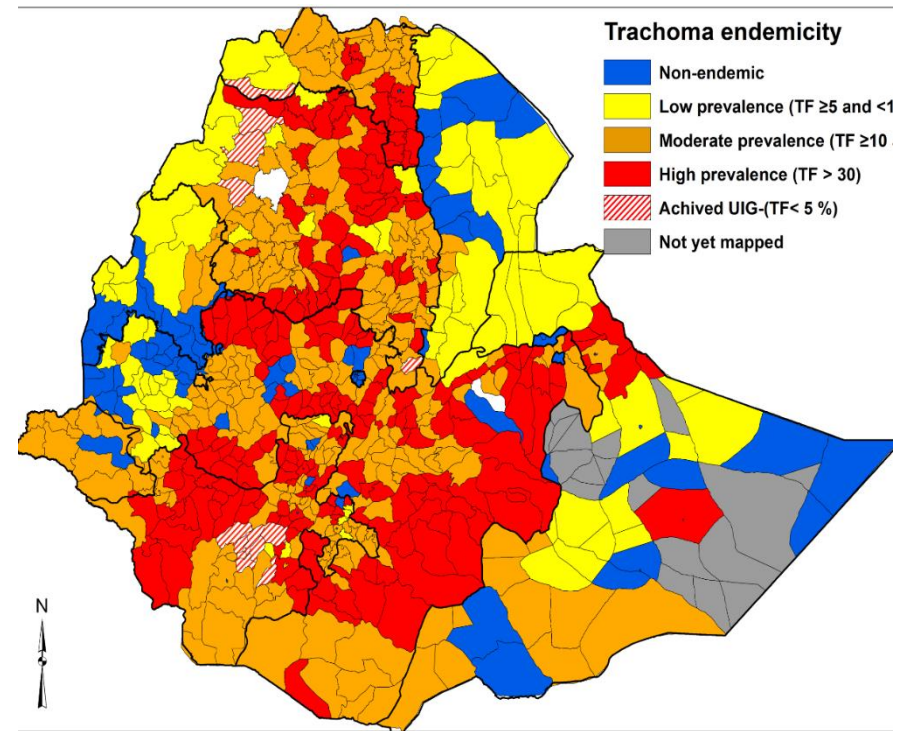 Trachoma endemicity
Non-endemic
Low prevalence (TF ≥5 and <1
Moderate prevalence (TF ≥10
High prevalence (TF > 30)
Achived UIG-(TF< 5 %)
Not yet mapped
N